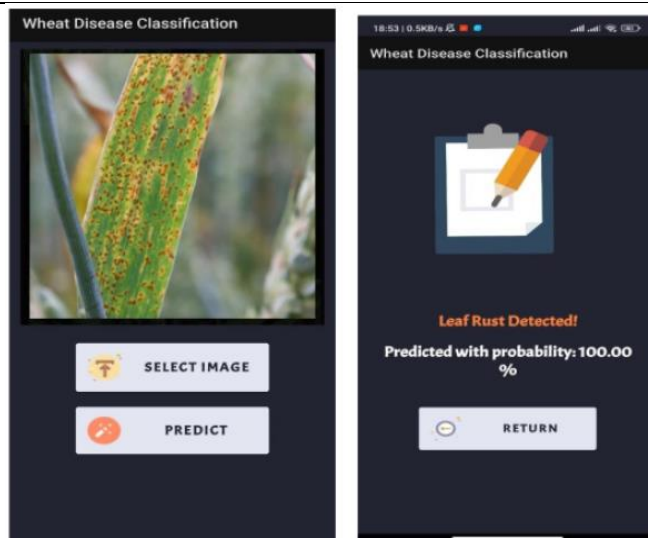 Wheat Disease Classification
SELECT IMAGE
PREDICT
18:53 | 0.5KB/s
Wheat Disease Classification
Leaf Rust Detected!
Predicted with probability: 100.00
%
RETURN